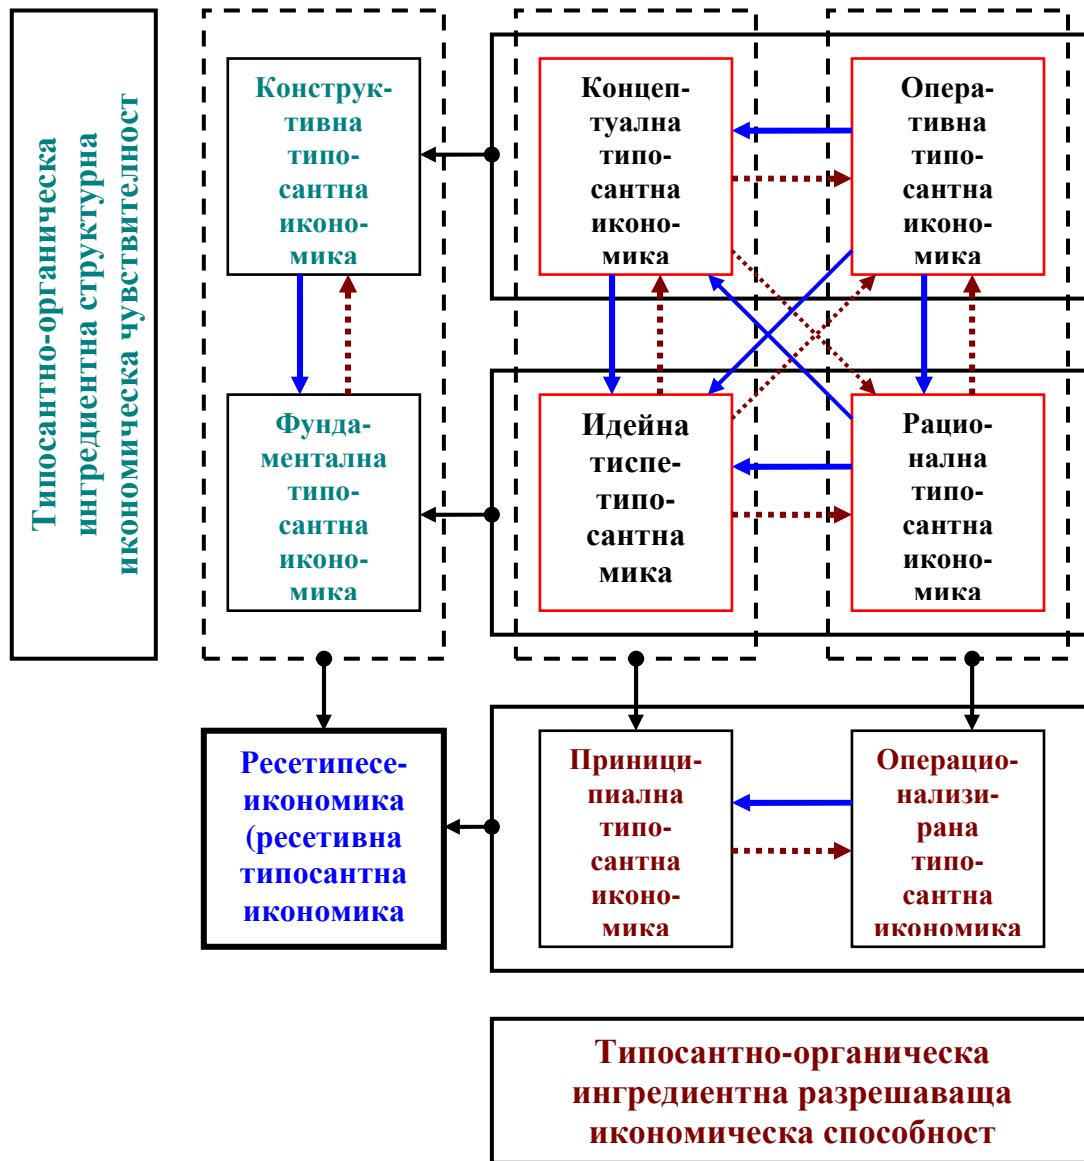 Типосантно-органическа
ингредиентна структурна
икономическа чувствителност
Конструк-
тивна
типо-
сантна
иконо-
мика
Концеп-
туална
типо-
сантна
иконо-
мика
Опера-
тивна
типо-
сантна
иконо-
мика
Фунда-
ментална
типо-
сантна
иконо-
мика
Идейна
тиспе-
типо-
сантна
мика
Рацио-
нална
типо-
сантна
иконо-
мика
Ресетипесе-
икономика
(ресетивна
типосантна
икономика
Приници-
пиална
типо-
сантна
иконо-
мика
Операцио-
нализи-
рана
типо-
сантна
икономика
Типосантно-органическа
ингредиентна разрешаваща
икономическа способност